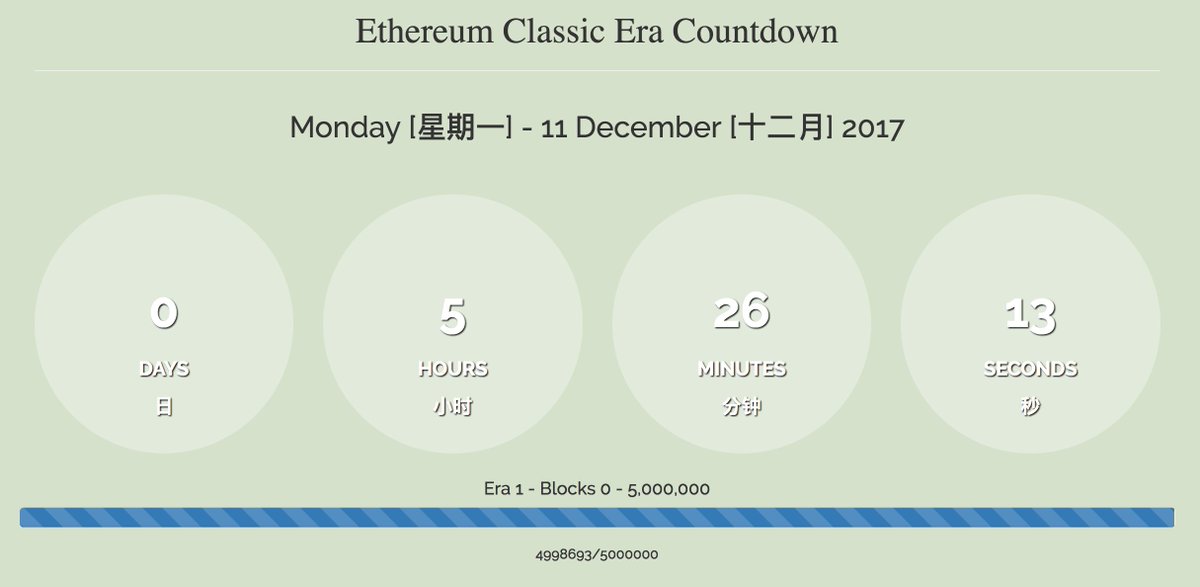 Ethereum Classic Era Countdown
Monday [星期一] - 11 December [十二月] 2017
0 5 26 13
DAYS HOURS MINUTES SECONDS
日 小时 分钟 秒
Era 1 - Blocks 0 - 5,000,000
4998693/5000000